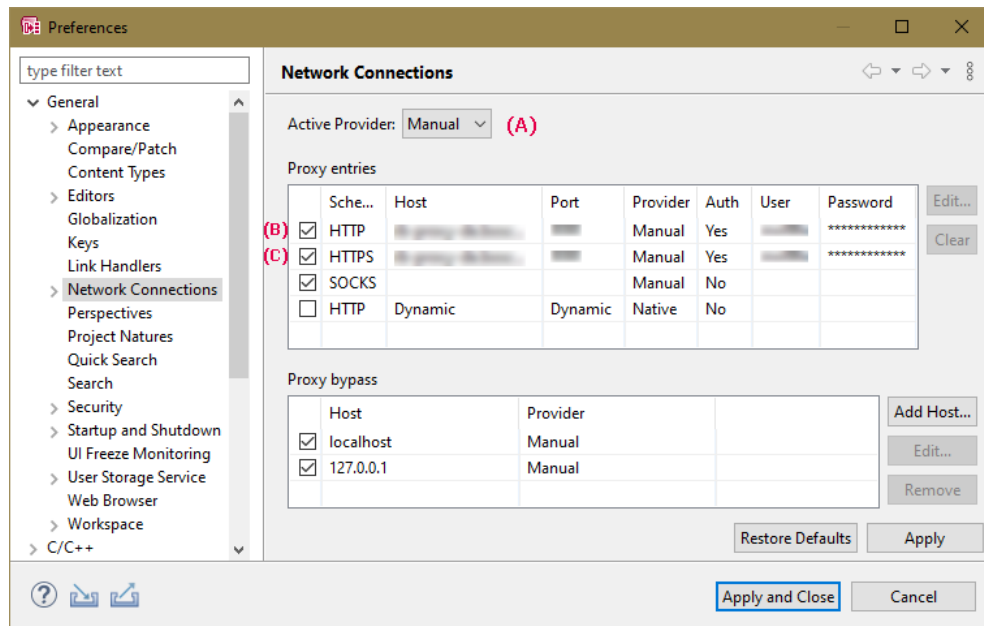 Preferences
type filter text
General
Appearance
Compare/Patch
Content Types
Editors
Globalization
Keys
Link Handlers
Network Connections
Perspectives
Project Natures
Quick Search
Search
Security
Startup and Shutdown
UI Freeze Monitoring
User Storage Service
Web Browser
Workspace
C/C++
Network Connections
Active Provider: Manual (A)
Proxy entries
Sche... Host Port Provider Auth User Password
(B) HTTP Manual Yes ************
(C) HTTPS Manual Yes ************
SOCKS Manual No
HTTP Dynamic Dynamic Native No
Edit...
Clear
Proxy bypass
Host Provider
localhost Manual
127.0.0.1 Manual
Add Host...
Edit...
Remove
Restore Defaults Apply
Apply and Close Cancel